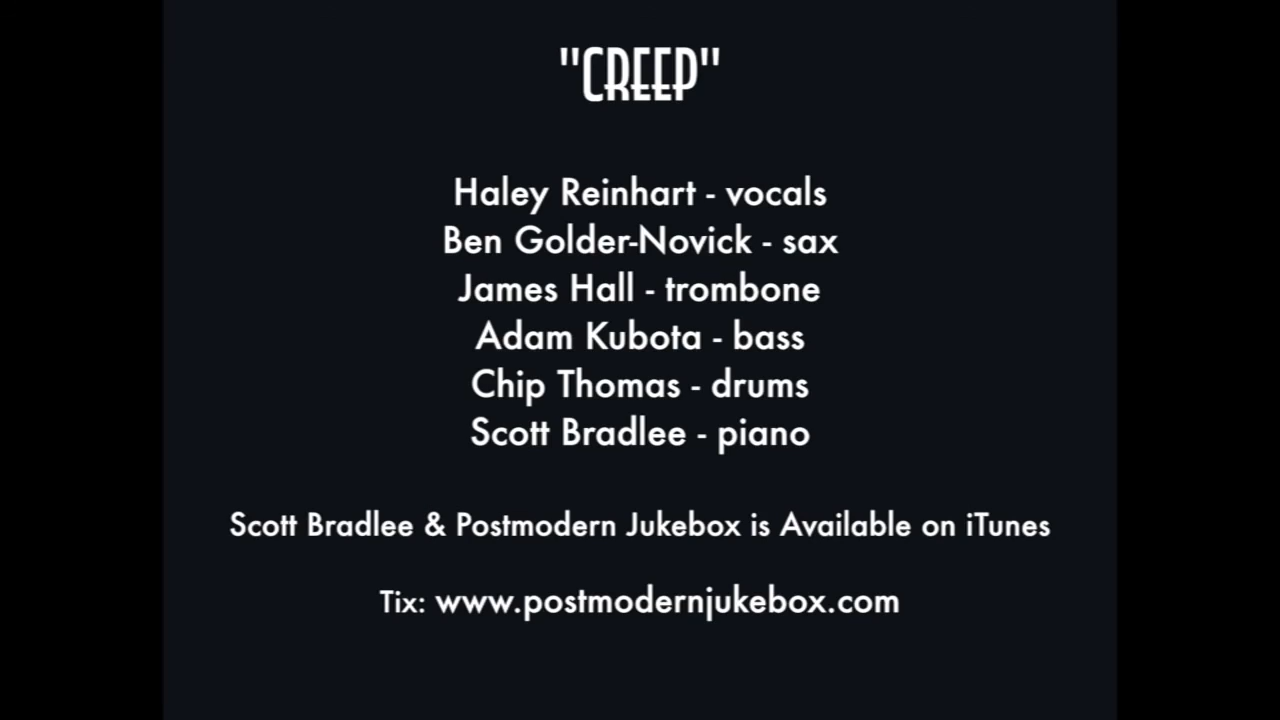 "CREEP"
Haley Reinhart - vocals
Ben Golder-Novick - sax
James Hall - trombone
Adam Kubota - bass
Chip Thomas - drums
Scott Bradlee - piano
Scott Bradlee & Postmodern Jukebox is Available on iTunes
Tix: www.postmodernjukebox.com